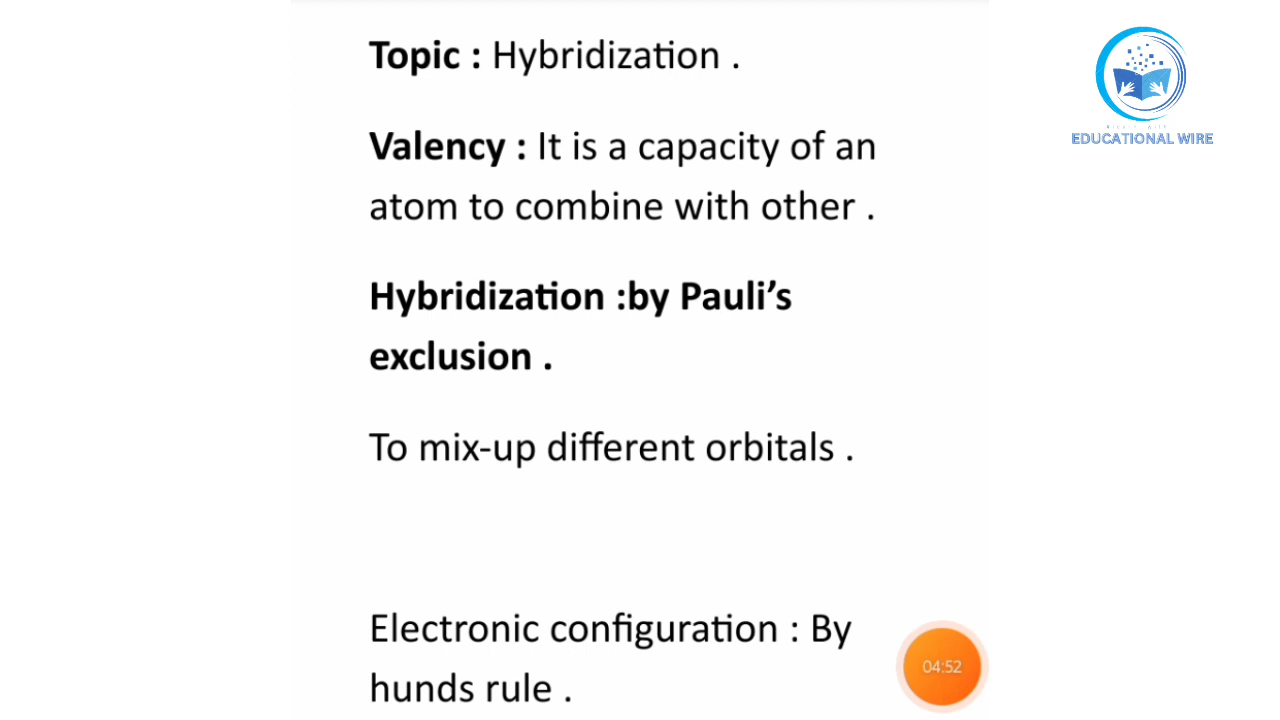 Topic : Hybridization .
Valency : It is a capacity of an
atom to combine with other .
Hybridization :by Pauli’s
exclusion .
To mix-up different orbitals .
Electronic configuration : By
hunds rule .
04:52
EDUCATIONAL WIRE